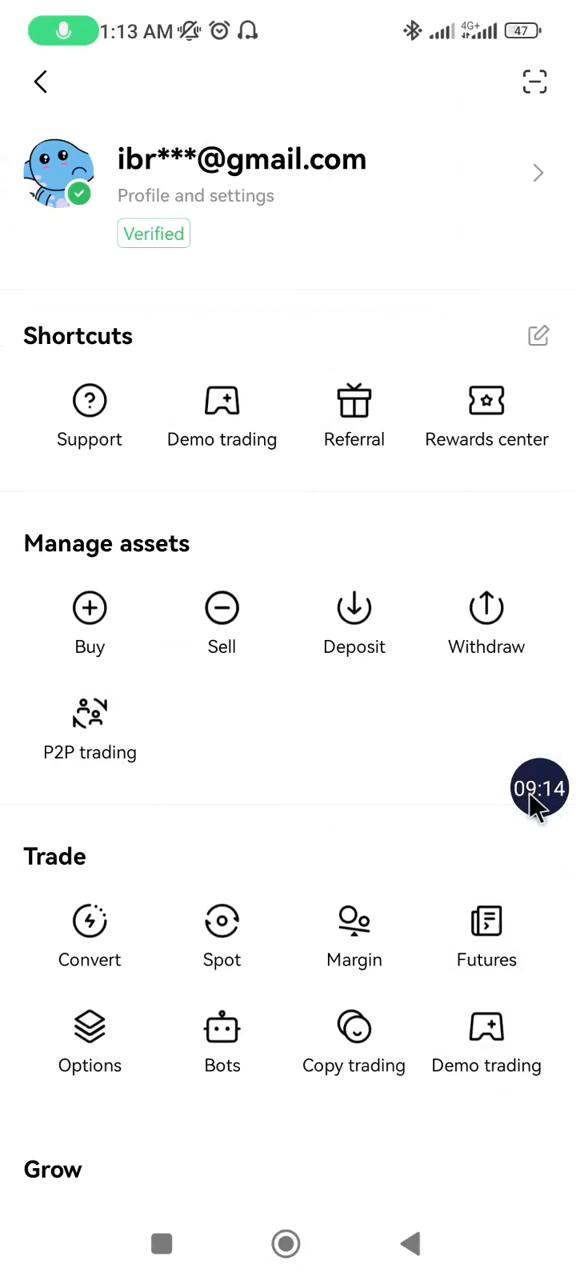 1:13 AM 4G+ 47
ibr***@gmail.com
Profile and settings
Verified
Shortcuts
Support Demo trading Referral Rewards center
Manage assets
Buy Sell Deposit Withdraw
P2P trading
09:14
Trade
Convert Spot Margin Futures
Options Bots Copy trading Demo trading
Grow